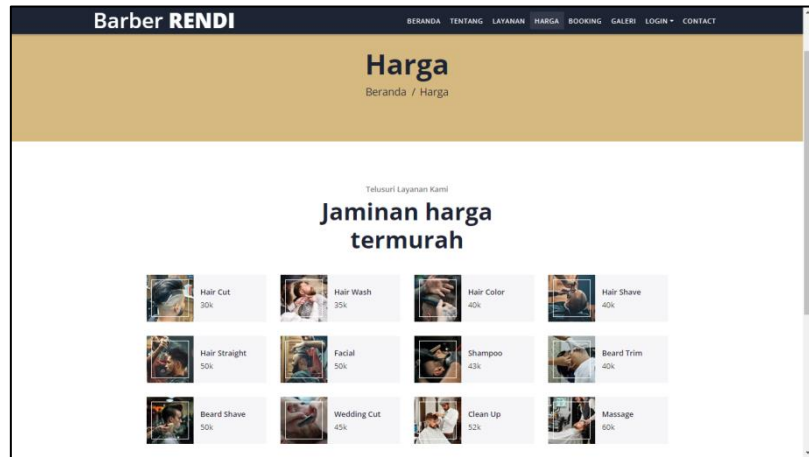 Barber RENDI
BERANDA TENTANG LAYANAN HARGA BOOKING GALERI LOGIN CONTACT
Harga
Beranda / Harga
Telusuri Layanan Kami
Jaminan harga
termurah
Hair Cut
30k
Hair Wash
35k
Hair Color
40k
Hair Shave
40k
Hair Straight
50k
Facial
50k
Shampoo
43k
Beard Trim
40k
Beard Shave
50k
Wedding Cut
45k
Clean Up
52k
Massage
60k